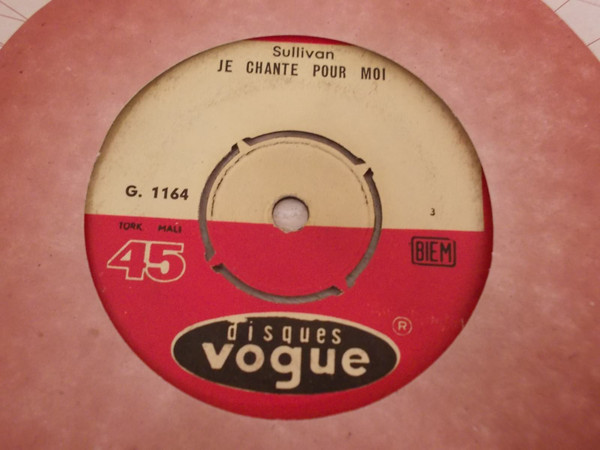 Sullivan
JE CHANTE POUR MOI
G. 1164
3
TÜRK MALI
45
BIEM
disques
vogue
®